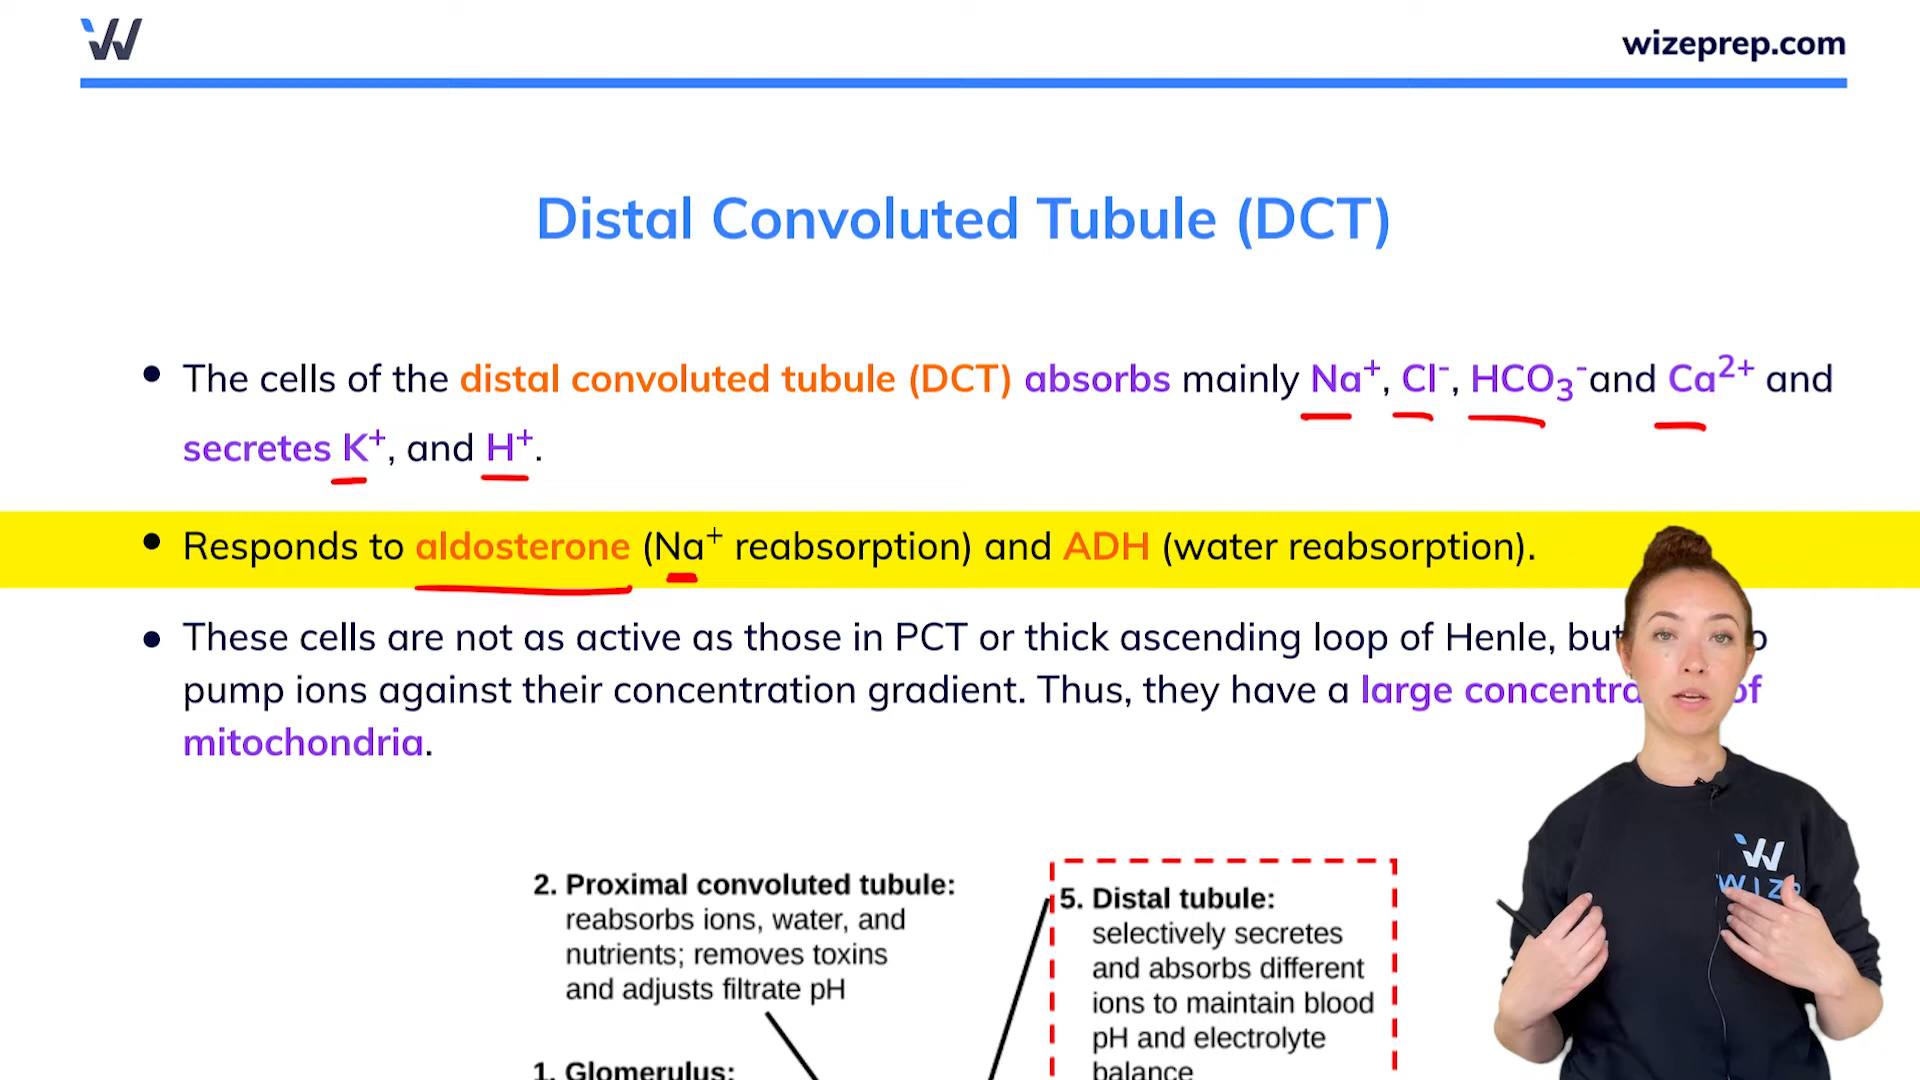 W
wizeprep.com
Distal Convoluted Tubule (DCT)
• The cells of the distal convoluted tubule (DCT) absorbs mainly Na⁺, Cl⁻, HCO₃⁻and Ca²⁺ and
secretes K⁺, and H⁺.
• Responds to aldosterone (Na⁺ reabsorption) and ADH (water reabsorption).
• These cells are not as active as those in PCT or thick ascending loop of Henle, but
pump ions against their concentration gradient. Thus, they have a large of
mitochondria.
2. Proximal convoluted tubule:
reabsorbs ions, water, and
nutrients; removes toxins
and adjusts filtrate pH
5. Distal tubule:
selectively secretes
and absorbs different
ions to maintain blood
pH and electrolyte
balance
1. Glomerulus:
W